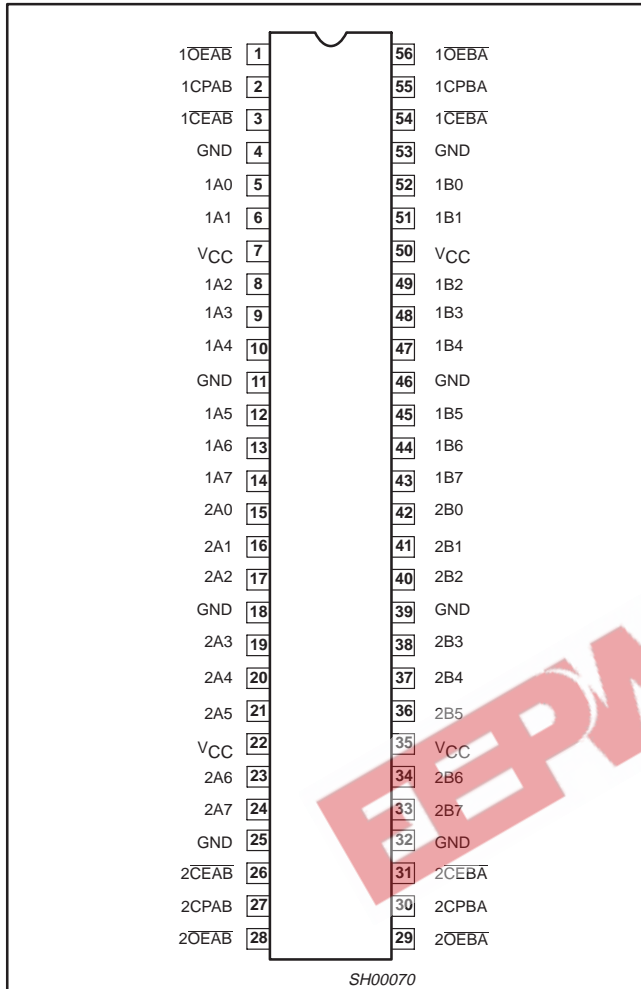 1OEAB 1 56 1OEBA
1CPAB 2 55 1CPBA
1CEAB 3 54 1CEBA
GND 4 53 GND
1A0 5 52 1B0
1A1 6 51 1B1
VCC 7 50 VCC
1A2 8 49 1B2
1A3 9 48 1B3
1A4 10 47 1B4
GND 11 46 GND
1A5 12 45 1B5
1A6 13 44 1B6
1A7 14 43 1B7
2A0 15 42 2B0
2A1 16 41 2B1
2A2 17 40 2B2
GND 18 39 GND
2A3 19 38 2B3
2A4 20 37 2B4
2A5 21 36 2B5
VCC 22 35 VCC
2A6 23 34 2B6
2A7 24 33 2B7
GND 25 32 GND
2CEAB 26 31 2CEBA
2CPAB 27 30 2CPBA
2OEAB 28 29 2OEBA
SH00070